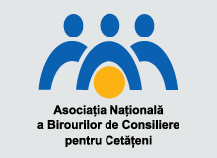 Asociația Națională
a Birourilor de Consiliere
pentru Cetățeni